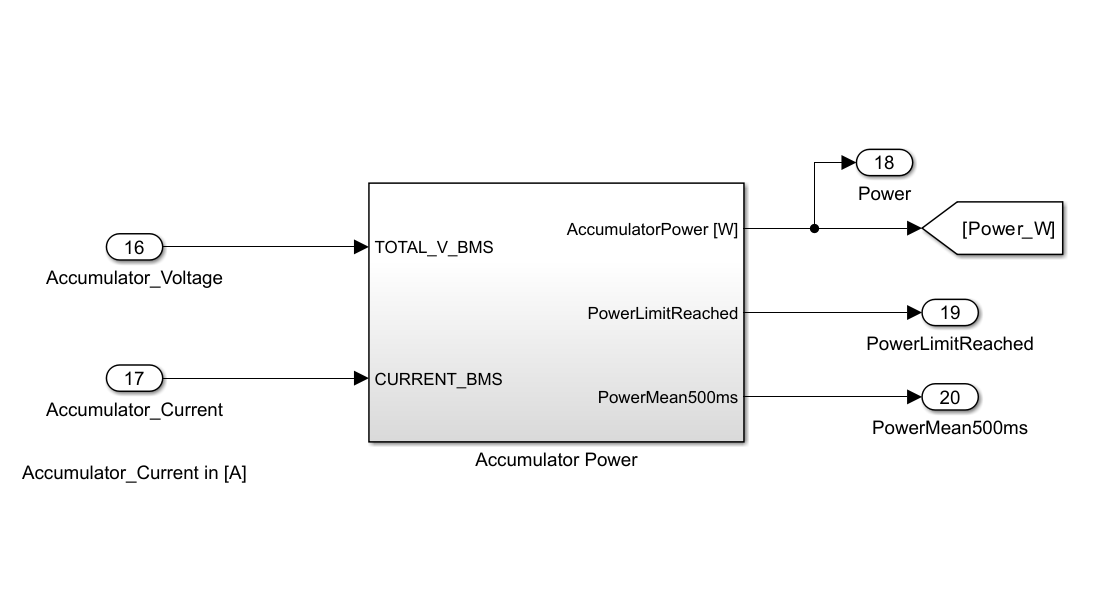 18
Power
AccumulatorPower [W]
[Power_W]
16
TOTAL_V_BMS
Accumulator_Voltage
PowerLimitReached
19
PowerLimitReached
17
CURRENT_BMS
Accumulator_Current
PowerMean500ms
20
PowerMean500ms
Accumulator Power
Accumulator_Current in [A]